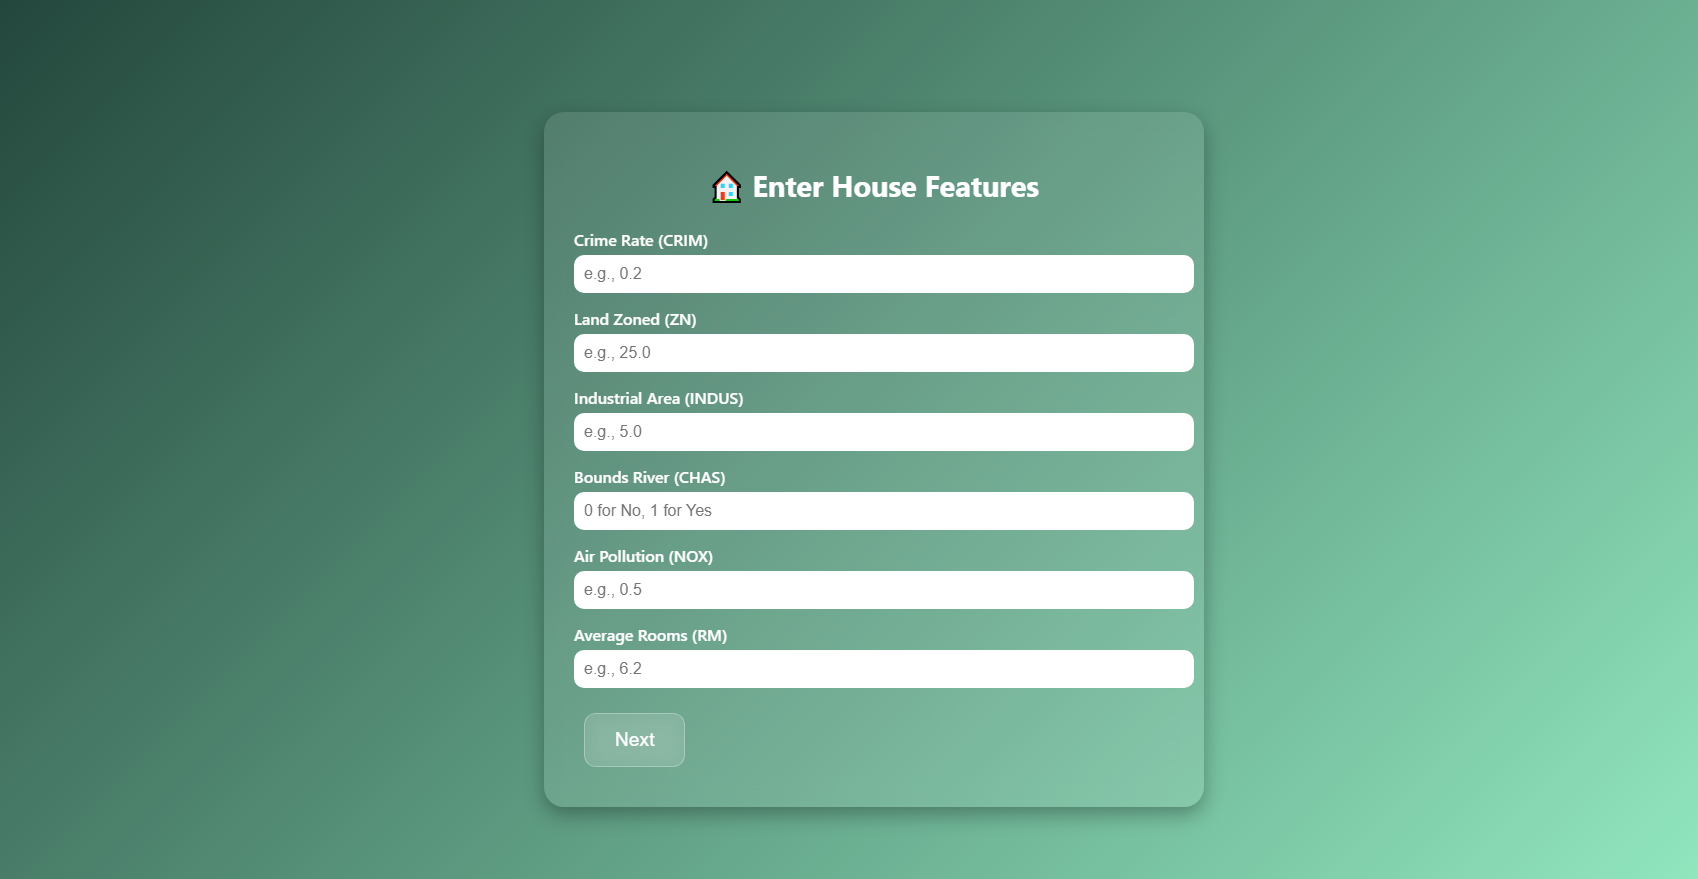 🏠 Enter House Features
Crime Rate (CRIM)
e.g., 0.2
Land Zoned (ZN)
e.g., 25.0
Industrial Area (INDUS)
e.g., 5.0
Bounds River (CHAS)
0 for No, 1 for Yes
Air Pollution (NOX)
e.g., 0.5
Average Rooms (RM)
e.g., 6.2
Next